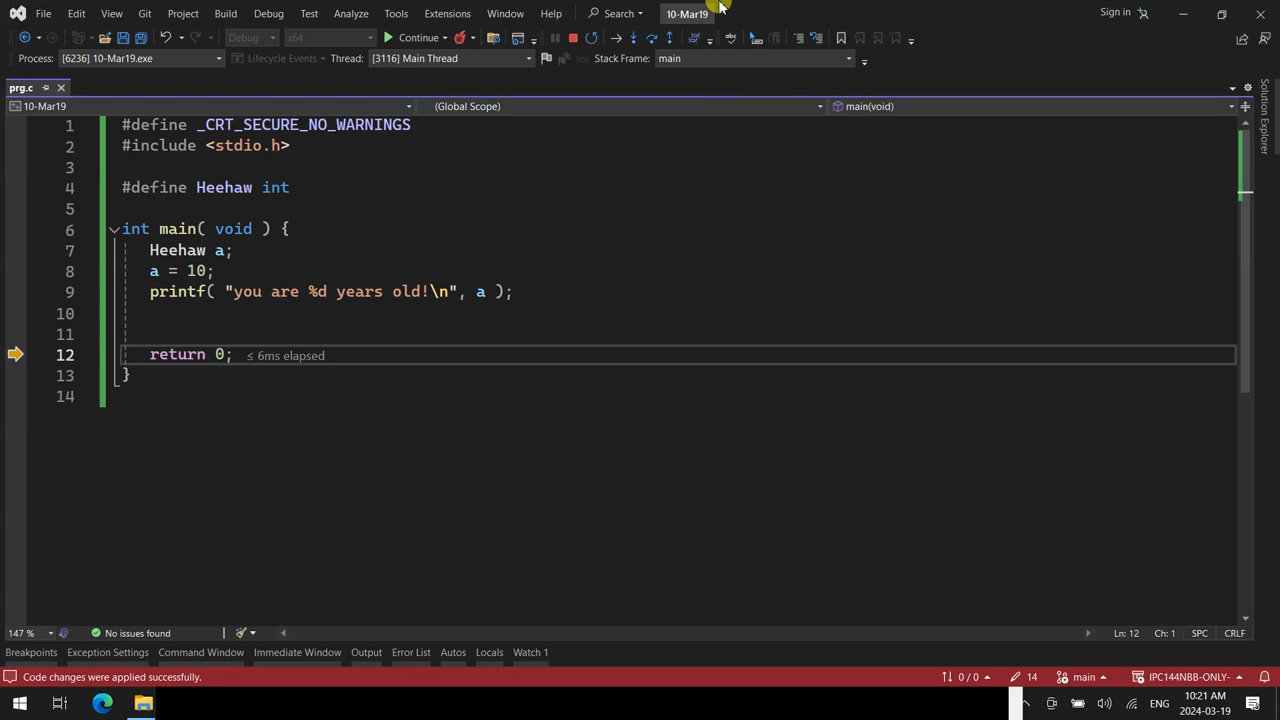 File Edit View Git Project Build Debug Test Analyze Tools Extensions Window Help Search 10-Mar19 Sign in
Debug x64 Continue
Process: [6236] 10-Mar19.exe Lifecycle Events Thread: [3116] Main Thread Stack Frame: main
prg.c
10-Mar19 (Global Scope) main(void)
1 #define _CRT_SECURE_NO_WARNINGS
2 #include <stdio.h>
3
4 #define Heehaw int
5
6 int main( void ) {
7 Heehaw a;
8 a = 10;
9 printf( "you are %d years old!\n", a );
10
11
12 return 0; ≤ 6ms elapsed
13 }
14
Solution Explorer
147 % No issues found Ln: 12 Ch: 1 SPC CRLF
Breakpoints Exception Settings Command Window Immediate Window Output Error List Autos Locals Watch 1
Code changes were applied successfully. 0 / 0 14 main IPC144NBB-ONLY-
ENG 10:21 AM
2024-03-19